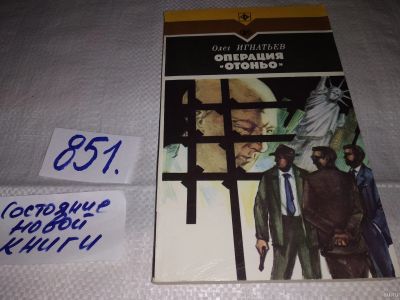 Олег ИГНАТЬЕВ
ОПЕРАЦИЯ
"ОТОНЬО"
851.
состояние
новой
книги